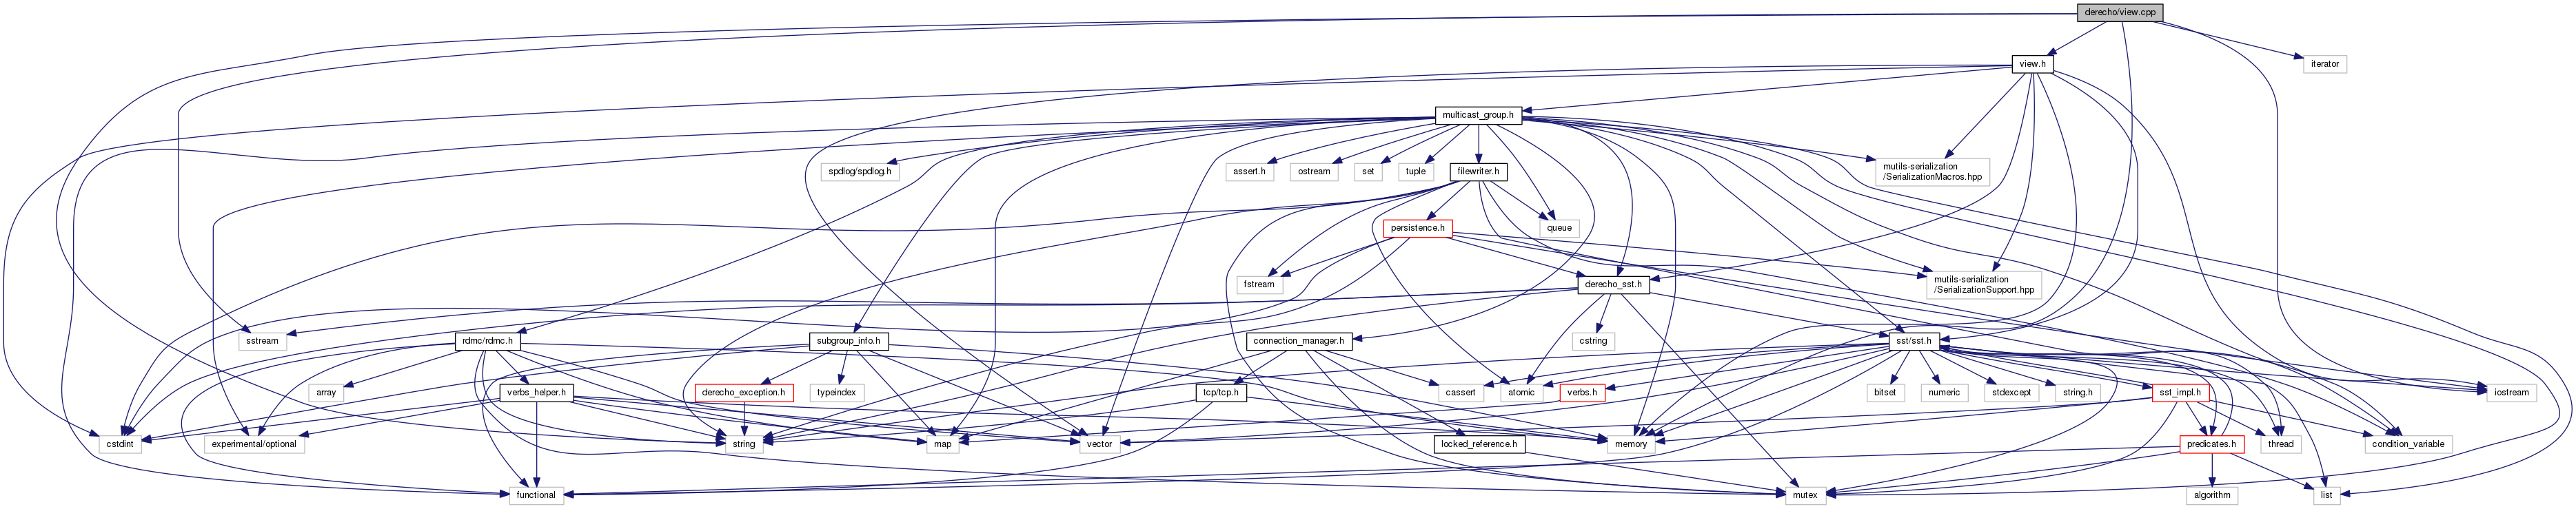 derecho/view.cpp
view.h
iterator
multicast_group.h
spdlog/spdlog.h
assert.h
ostream
set
tuple
filewriter.h
mutils-serialization
/SerializationMacros.hpp
persistence.h
queue
fstream
derecho_sst.h
mutils-serialization
/SerializationSupport.hpp
sstream
rdmc/rdmc.h
subgroup_info.h
connection_manager.h
cstring
sst/sst.h
array
verbs_helper.h
derecho_exception.h
typeindex
tcp/tcp.h
cassert
atomic
verbs.h
bitset
numeric
stdexcept
string.h
sst_impl.h
iostream
cstdint
experimental/optional
string
map
vector
locked_reference.h
memory
predicates.h
thread
condition_variable
functional
mutex
algorithm
list